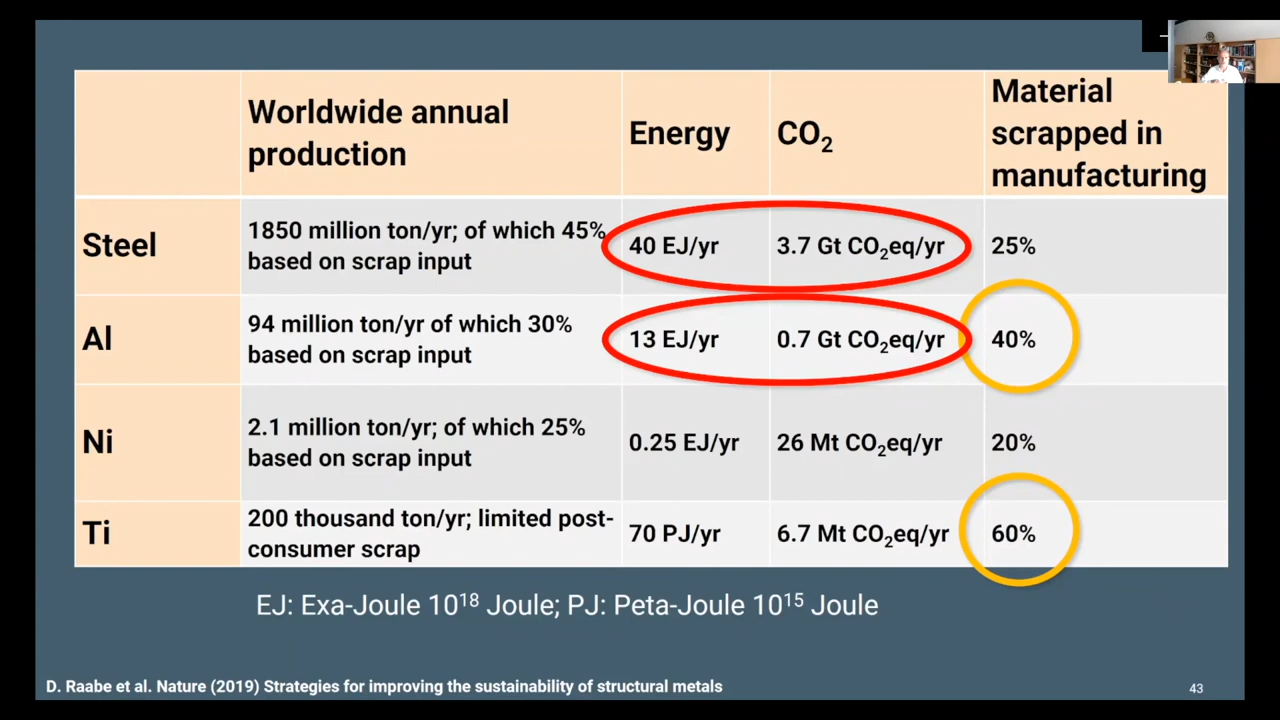 Worldwide annual
production
Energy
CO₂
Material
scrapped in
manufacturing
Steel
1850 million ton/yr; of which 45%
based on scrap input
40 EJ/yr
3.7 Gt CO₂eq/yr
25%
Al
94 million ton/yr of which 30%
based on scrap input
13 EJ/yr
0.7 Gt CO₂eq/yr
40%
Ni
2.1 million ton/yr; of which 25%
based on scrap input
0.25 EJ/yr
26 Mt CO₂eq/yr
20%
Ti
200 thousand ton/yr; limited post-
consumer scrap
70 PJ/yr
6.7 Mt CO₂eq/yr
60%
EJ: Exa-Joule 10¹⁸ Joule; PJ: Peta-Joule 10¹⁵ Joule
D. Raabe et al. Nature (2019) Strategies for improving the sustainability of structural metals
43